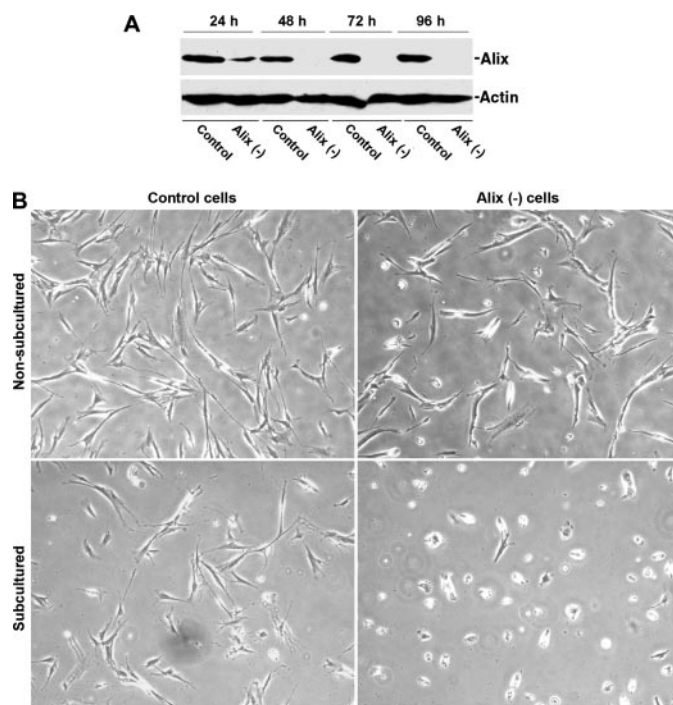 A
24 h 48 h 72 h 96 h
-Alix
-Actin
Control Alix (-) Control Alix (-) Control Alix (-) Control Alix (-)
B
Control cells Alix (-) cells
Non-subcultured
Subcultured